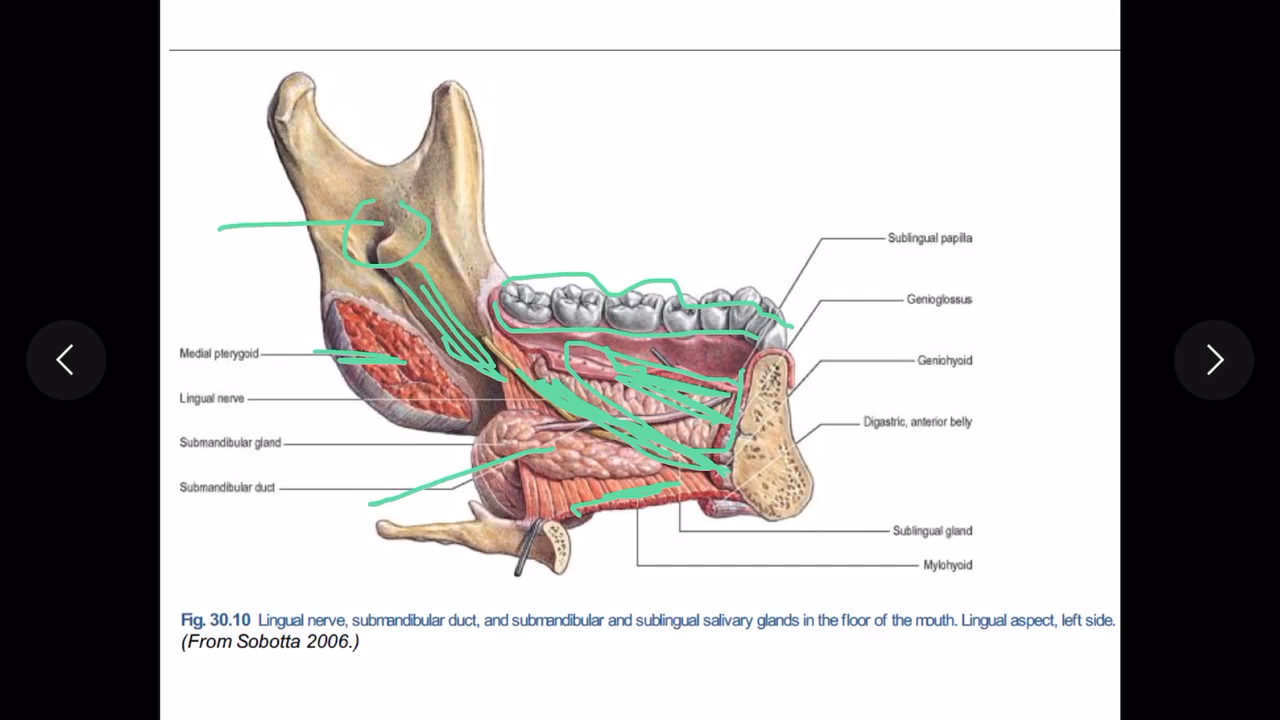 Sublingual papilla
Genioglossus
Medial pterygoid
Geniohyoid
Lingual nerve
Digastric, anterior belly
Submandibular gland
Submandibular duct
Sublingual gland
Mylohyoid
Fig. 30.10 Lingual nerve, submandibular duct, and submandibular and sublingual salivary glands in the floor of the mouth. Lingual aspect, left side.
(From Sobotta 2006.)